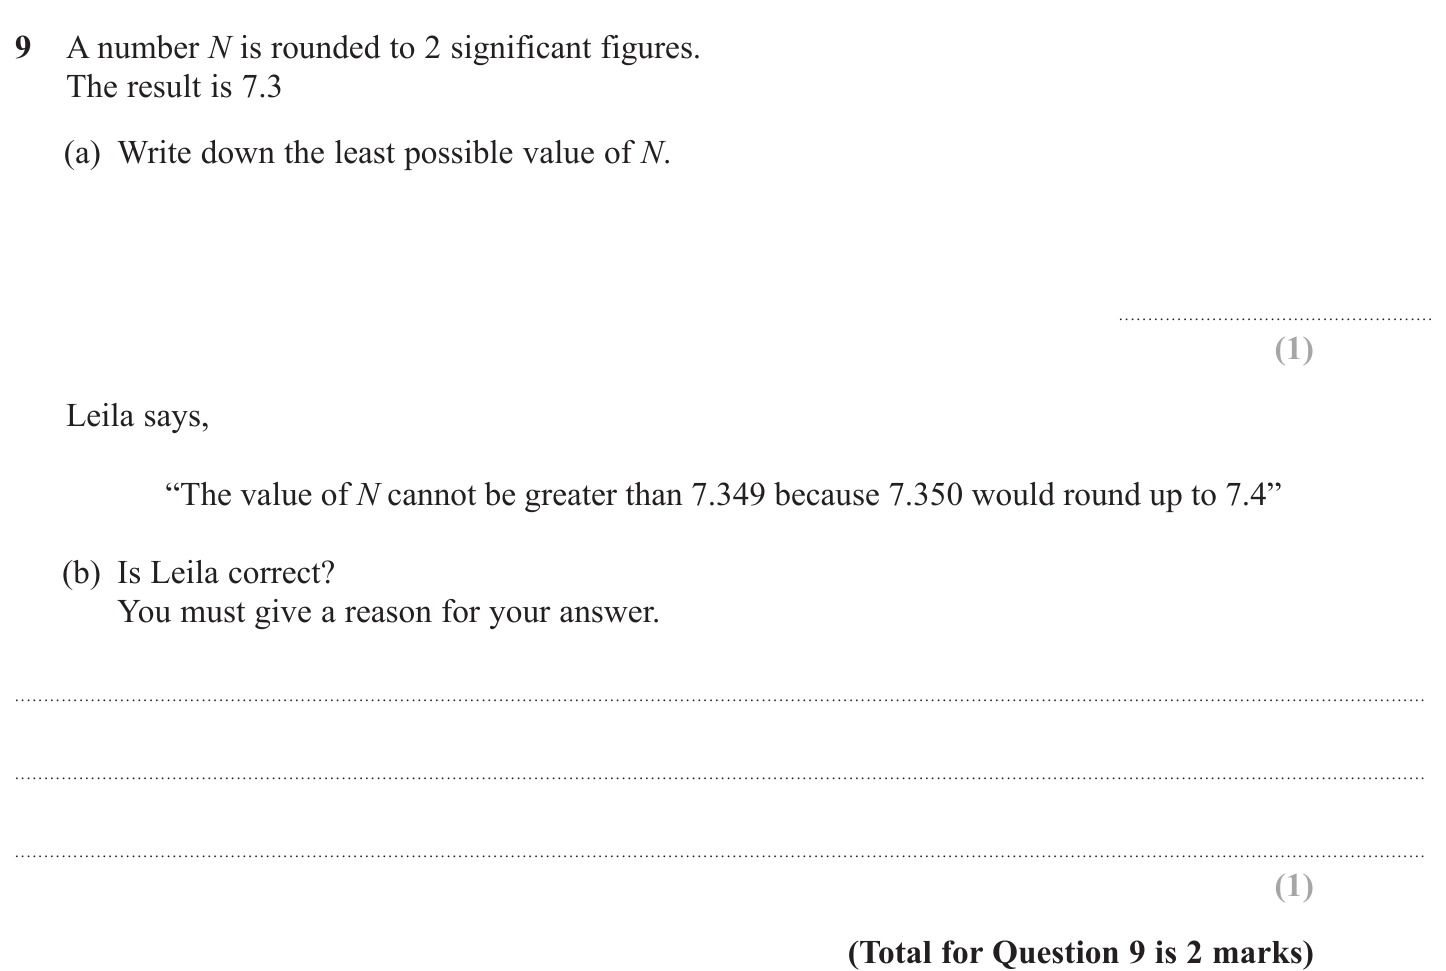 9 A number N is rounded to 2 significant figures.
The result is 7.3
(a) Write down the least possible value of N.
(1)
Leila says,
“The value of N cannot be greater than 7.349 because 7.350 would round up to 7.4”
(b) Is Leila correct?
You must give a reason for your answer.
(1)
(Total for Question 9 is 2 marks)